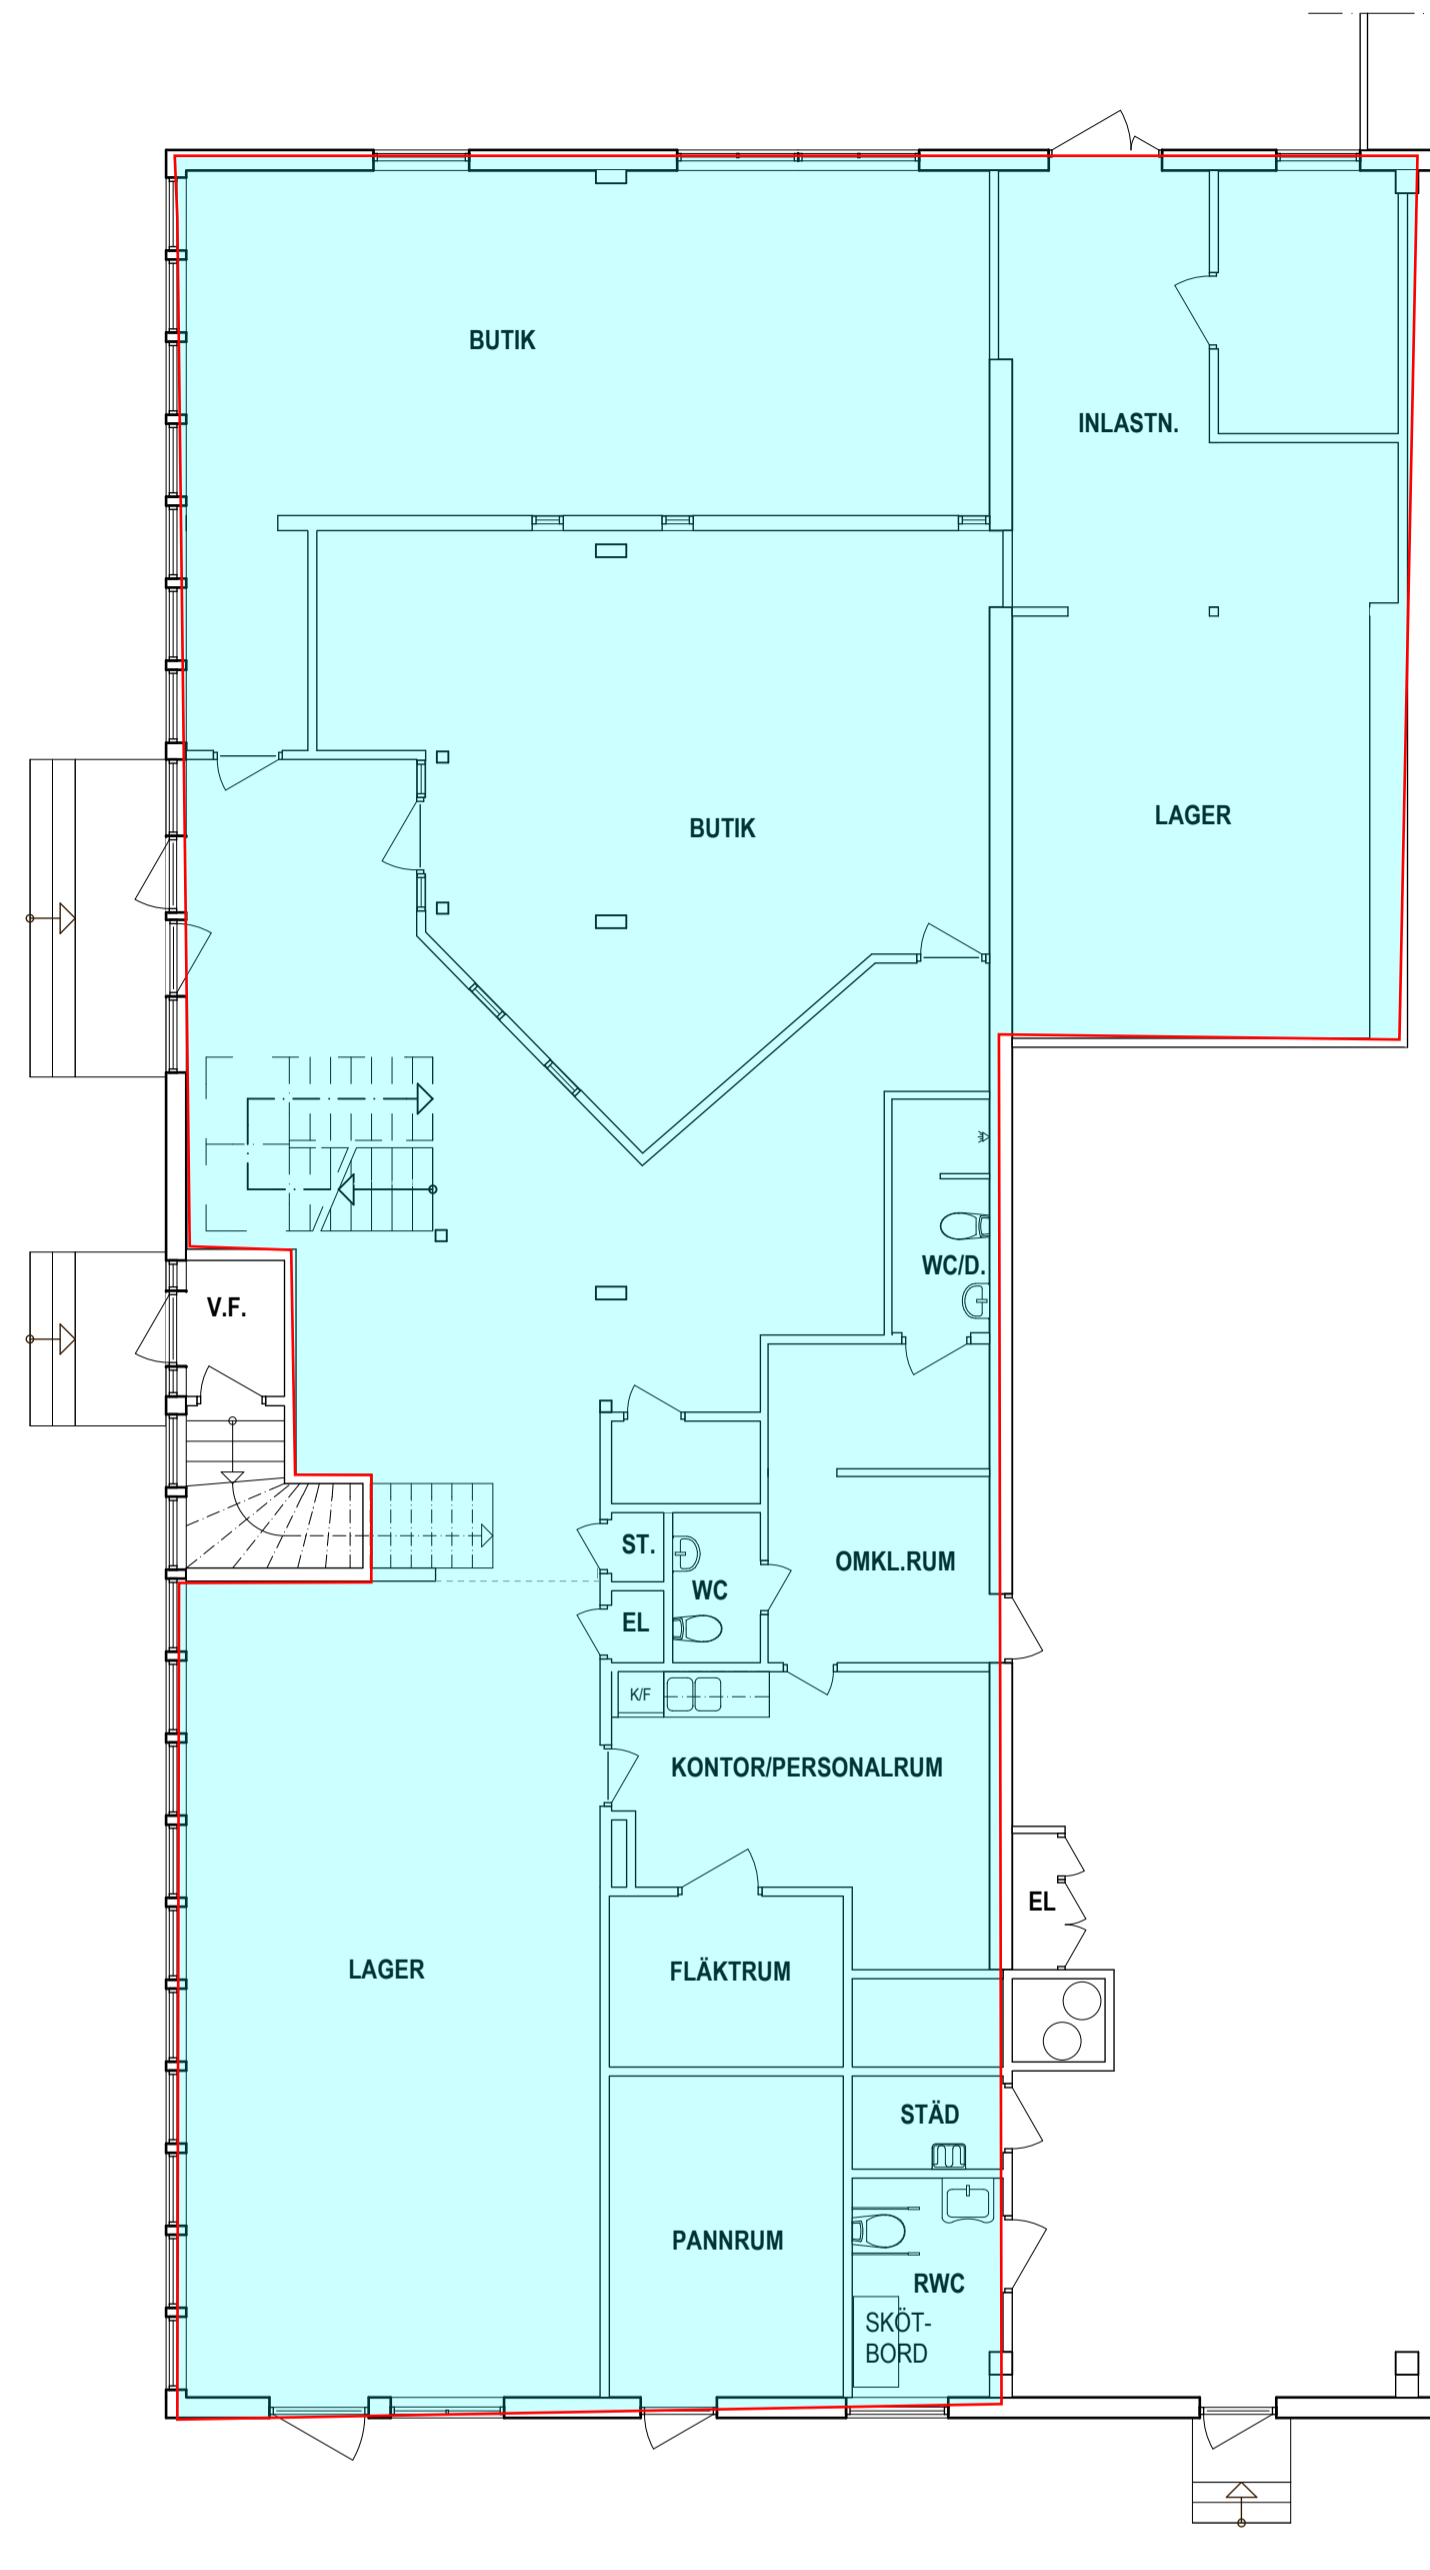 BUTIK
INLASTN.
LAGER
BUTIK
WC/D.
V.F.
ST.
OMKL.RUM
WC
EL
K/F
KONTOR/PERSONALRUM
EL
LAGER
FLÄKTRUM
STÄD
PANNRUM
RWC
SKÖT-
BORD